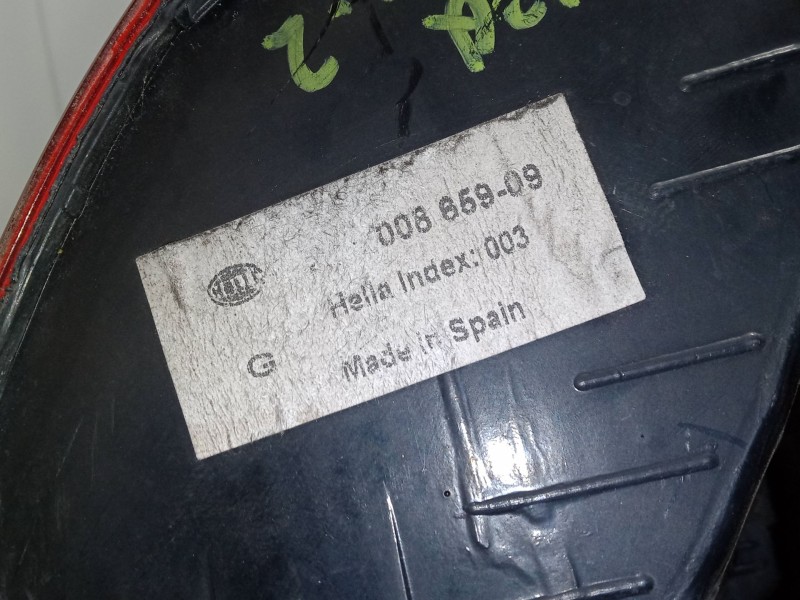 008 659-09
HELLA
Hella Index: 003
G
Made in Spain